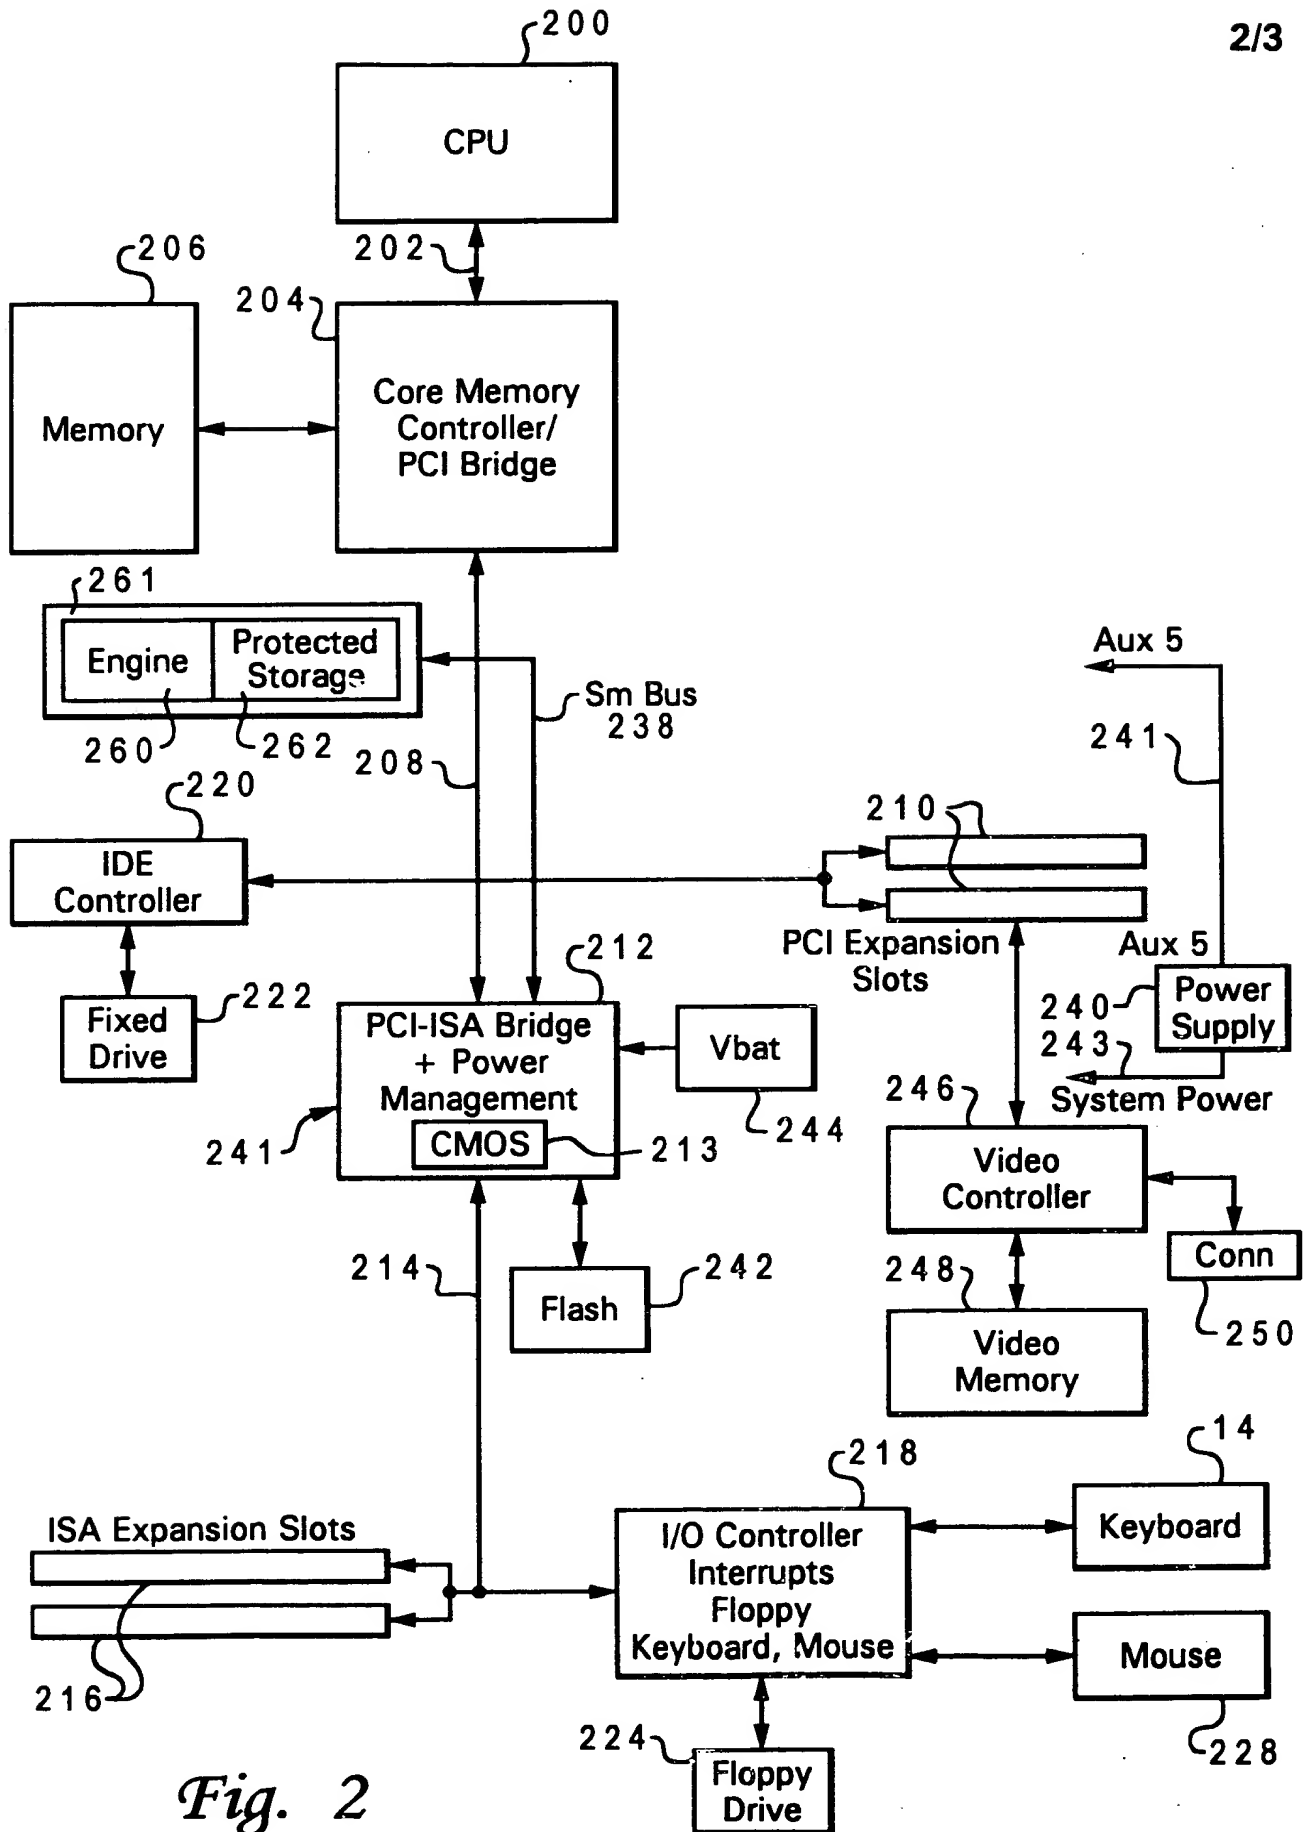 2/3
200
CPU
202
206
204
Memory
Core Memory
Controller/
PCI Bridge
261
Engine
Protected
Storage
260
262
Sm Bus
238
208
Aux 5
241
220
IDE
Controller
210
PCI Expansion
Slots
222
Fixed
Drive
212
PCI-ISA Bridge
+ Power
Management
CMOS
213
241
Vbat
244
Aux 5
240
Power
Supply
243
System Power
246
Video
Controller
Conn
250
248
Video
Memory
214
Flash
242
ISA Expansion Slots
216
218
I/O Controller
Interrupts
Floppy
Keyboard, Mouse
14
Keyboard
Mouse
228
224
Floppy
Drive
Fig. 2